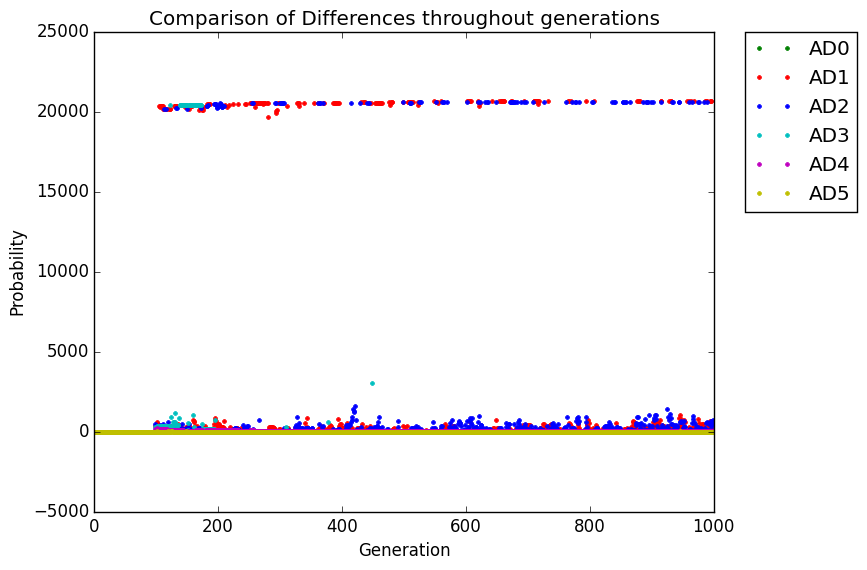 Comparison of Differences throughout generations
25000
20000
15000
10000
5000
0
−5000
Probability
0 200 400 600 800 1000
Generation
AD0
AD1
AD2
AD3
AD4
AD5